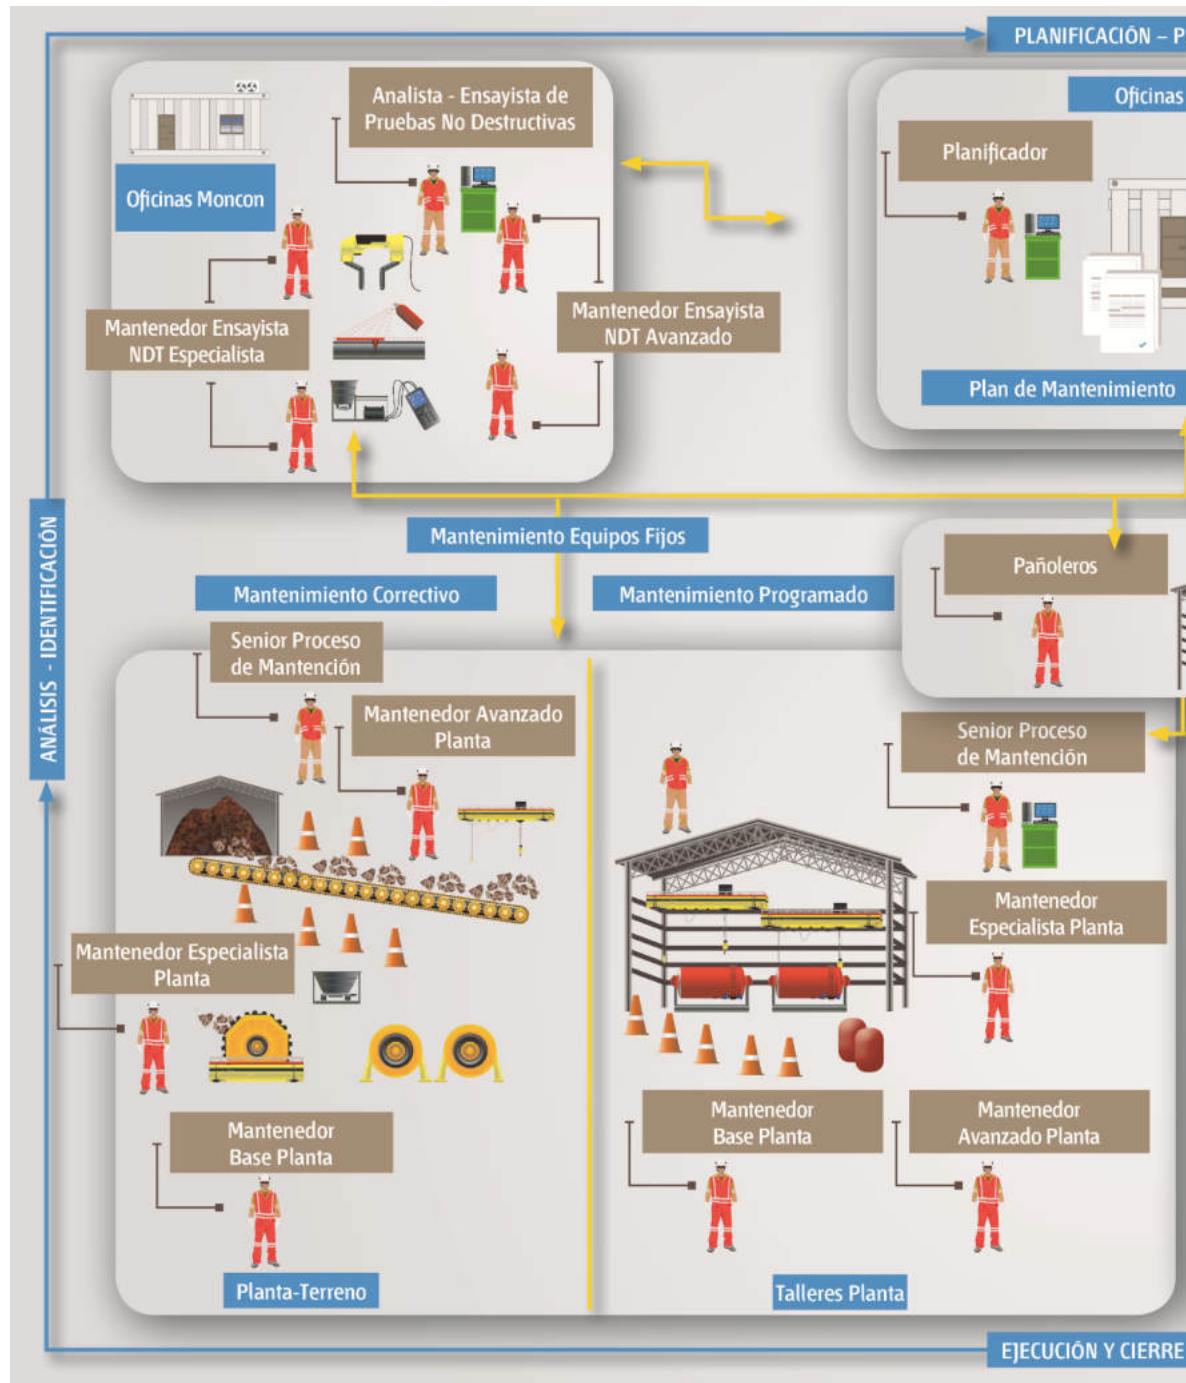 PLANIFICACIÓN – P
Analista - Ensayista de
Pruebas No Destructivas
Oficinas Moncon
Mantenedor Ensayista
NDT Especialista
Mantenedor Ensayista
NDT Avanzado
Oficinas
Planificador
Plan de Mantenimiento
ANÁLISIS - IDENTIFICACIÓN
Mantenimiento Equipos Fijos
Mantenimiento Correctivo
Mantenimiento Programado
Pañoleros
Senior Proceso
de Mantención
Mantenedor Avanzado
Planta
Mantenedor Especialista
Planta
Mantenedor
Base Planta
Planta-Terreno
Senior Proceso
de Mantención
Mantenedor
Especialista Planta
Mantenedor
Base Planta
Mantenedor
Avanzado Planta
Talleres Planta
EJECUCIÓN Y CIERRE